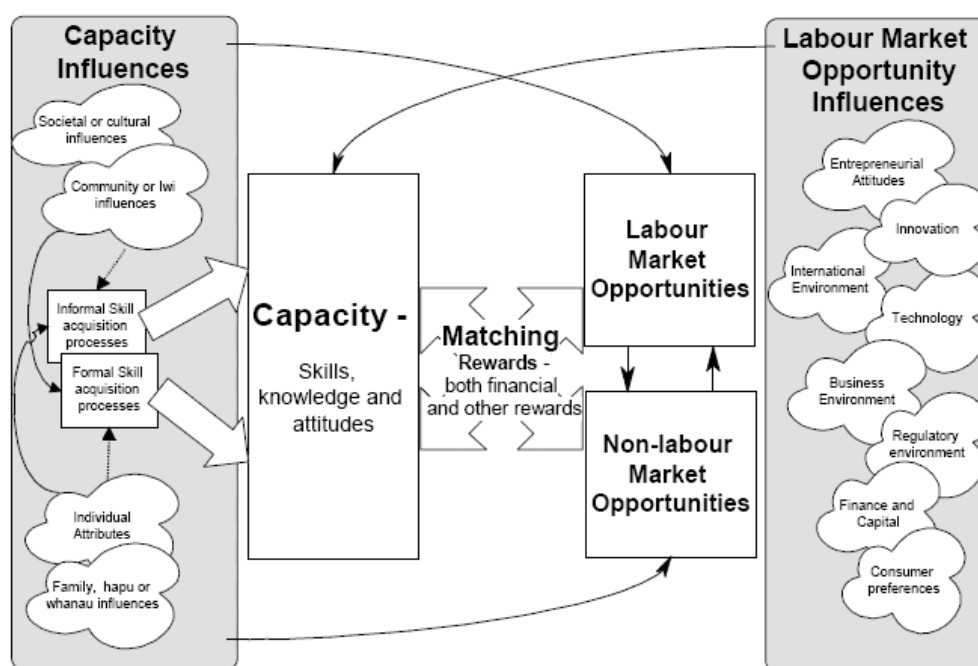 Capacity
Influences
Societal or cultural
influences
Community or Iwi
influences
Informal Skill
acquisition
processes
Formal Skill
acquisition
processes
Individual
Attributes
Family, hapu or
whanau influences
Capacity -
Skills,
knowledge and
attitudes
Matching
Rewards -
both financial
and other rewards
Labour
Market
Opportunities
Non-labour
Market
Opportunities
Labour Market
Opportunity
Influences
Entrepreneurial
Attitudes
Innovation
International
Environment
Technology
Business
Environment
Regulatory
environment
Finance and
Capital
Consumer
preferences